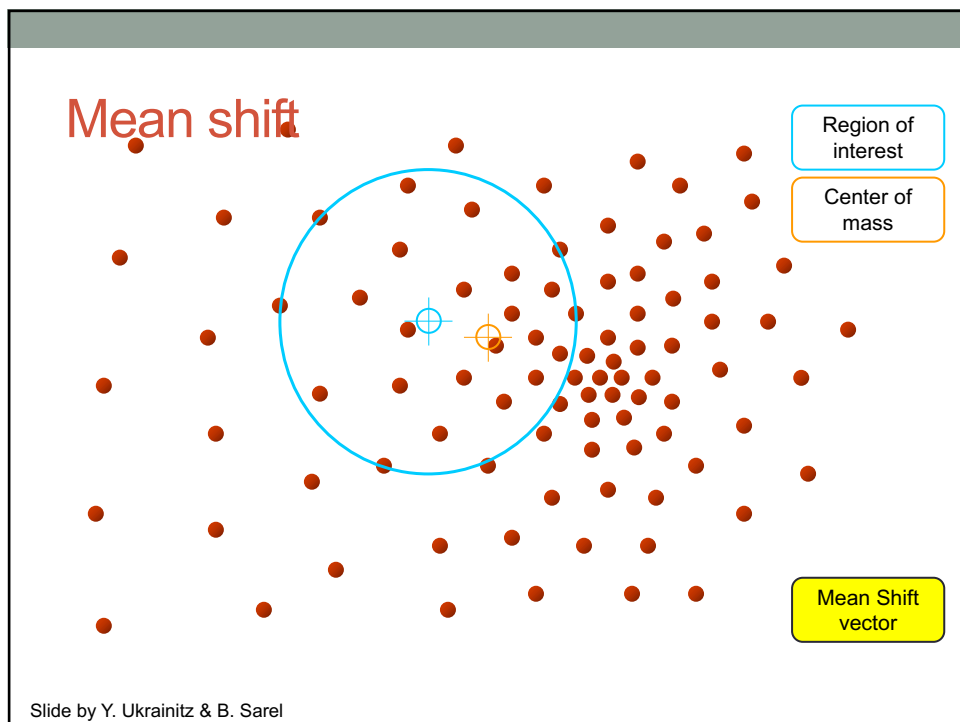 Mean shift
Region of
interest
Center of
mass
Mean Shift
vector
Slide by Y. Ukrainitz & B. Sarel